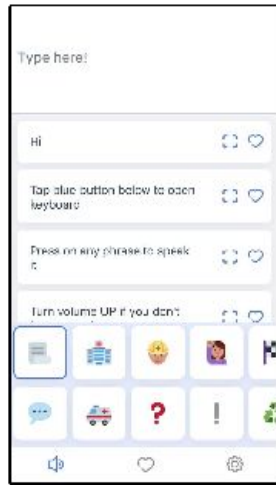 Type here!
Hi
Tap blue button below to open
keyboard
Press on any phrase to speak
it
Turn volume UP if you don't